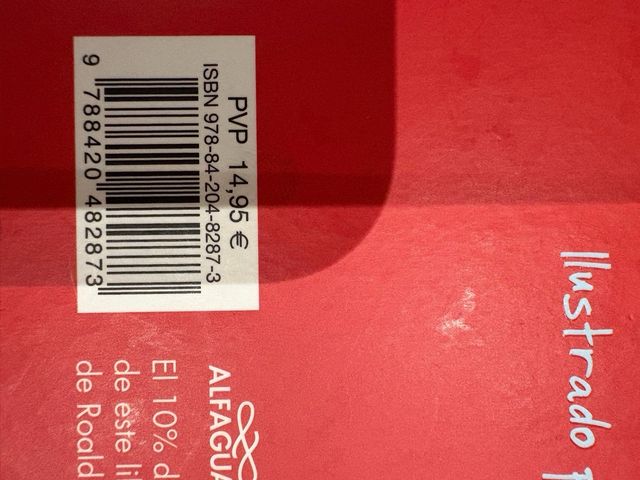 Ilustrado
PVP 14,95 €
ISBN 978-84-204-8287-3
9 788420 482873
El 10%
de este
de Roald